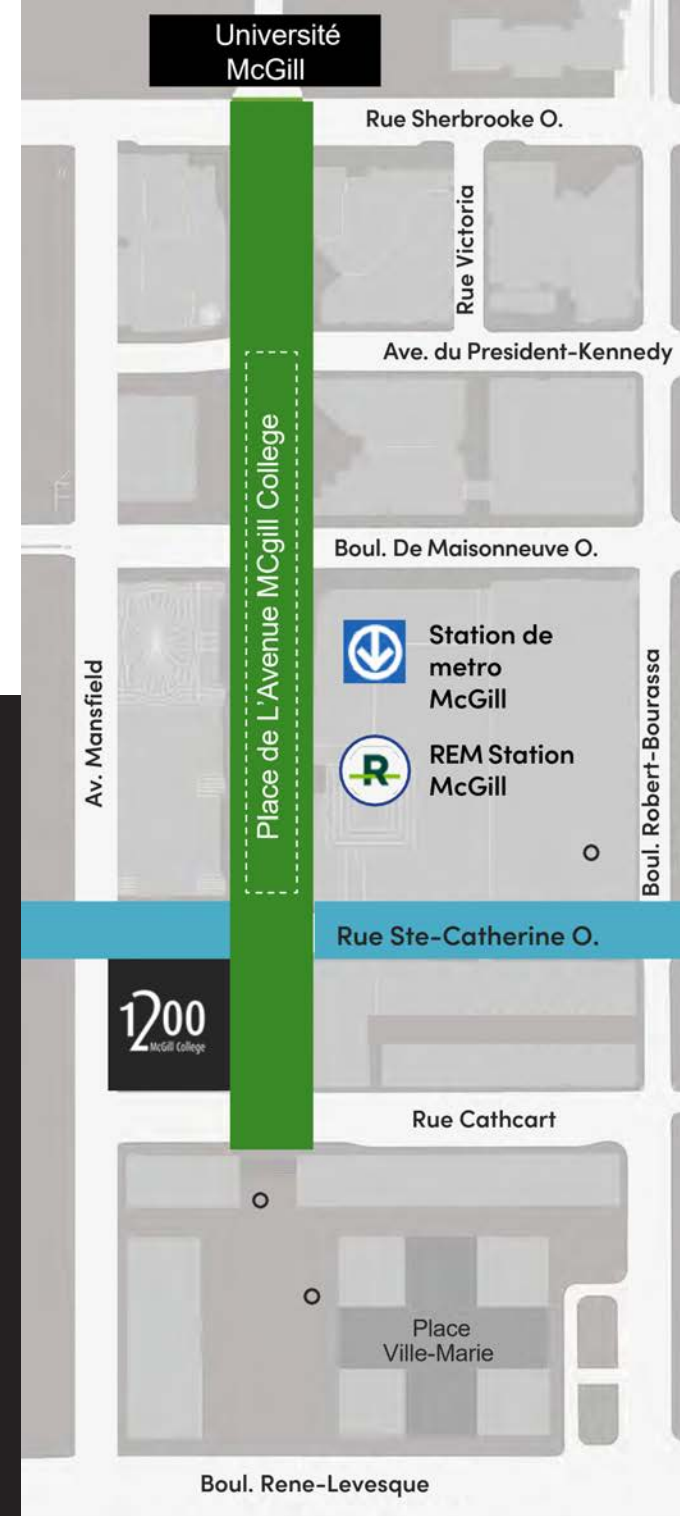 Université
McGill
Rue Sherbrooke O.
Rue Victoria
Ave. du President-Kennedy
Place de L'Avenue MCgill College
Boul. De Maisonneuve O.
Av. Mansfield
Station de
metro
McGill
REM Station
McGill
R
Boul. Robert-Bourassa
Rue Ste-Catherine O.
1200
McGill College
Rue Cathcart
Place
Ville-Marie
Boul. Rene-Levesque